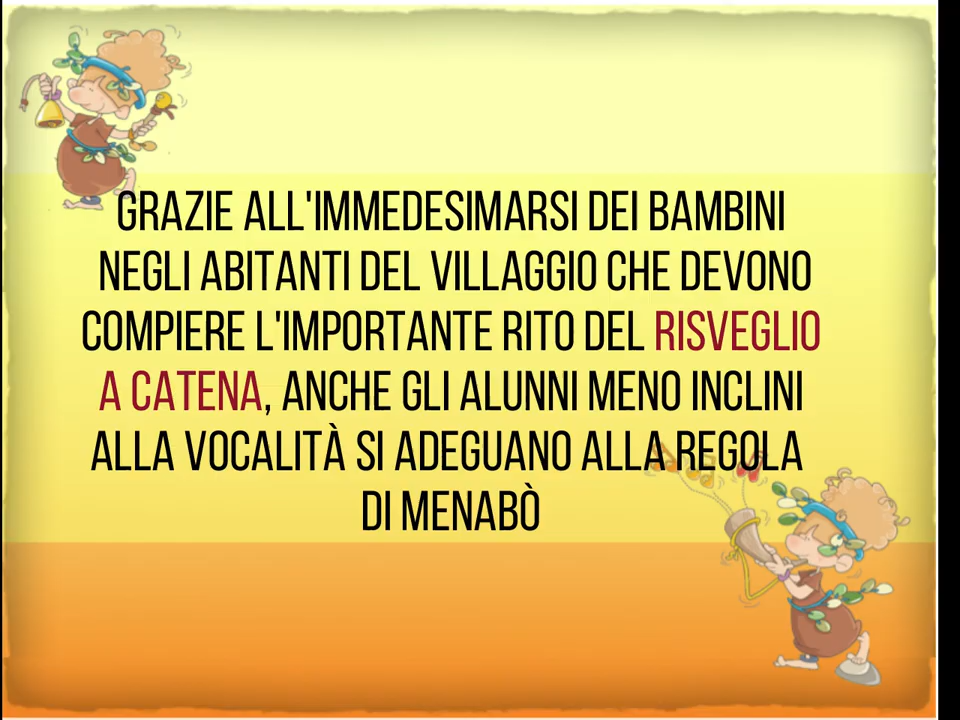 GRAZIE ALL'IMMEDESIMARSI DEI BAMBINI
NEGLI ABITANTI DEL VILLAGGIO CHE DEVONO
COMPIERE L'IMPORTANTE RITO DEL RISVEGLIO
A CATENA, ANCHE GLI ALUNNI MENO INCLINI
ALLA VOCALITÀ SI ADEGUANO ALLA REGOLA
DI MENABÒ